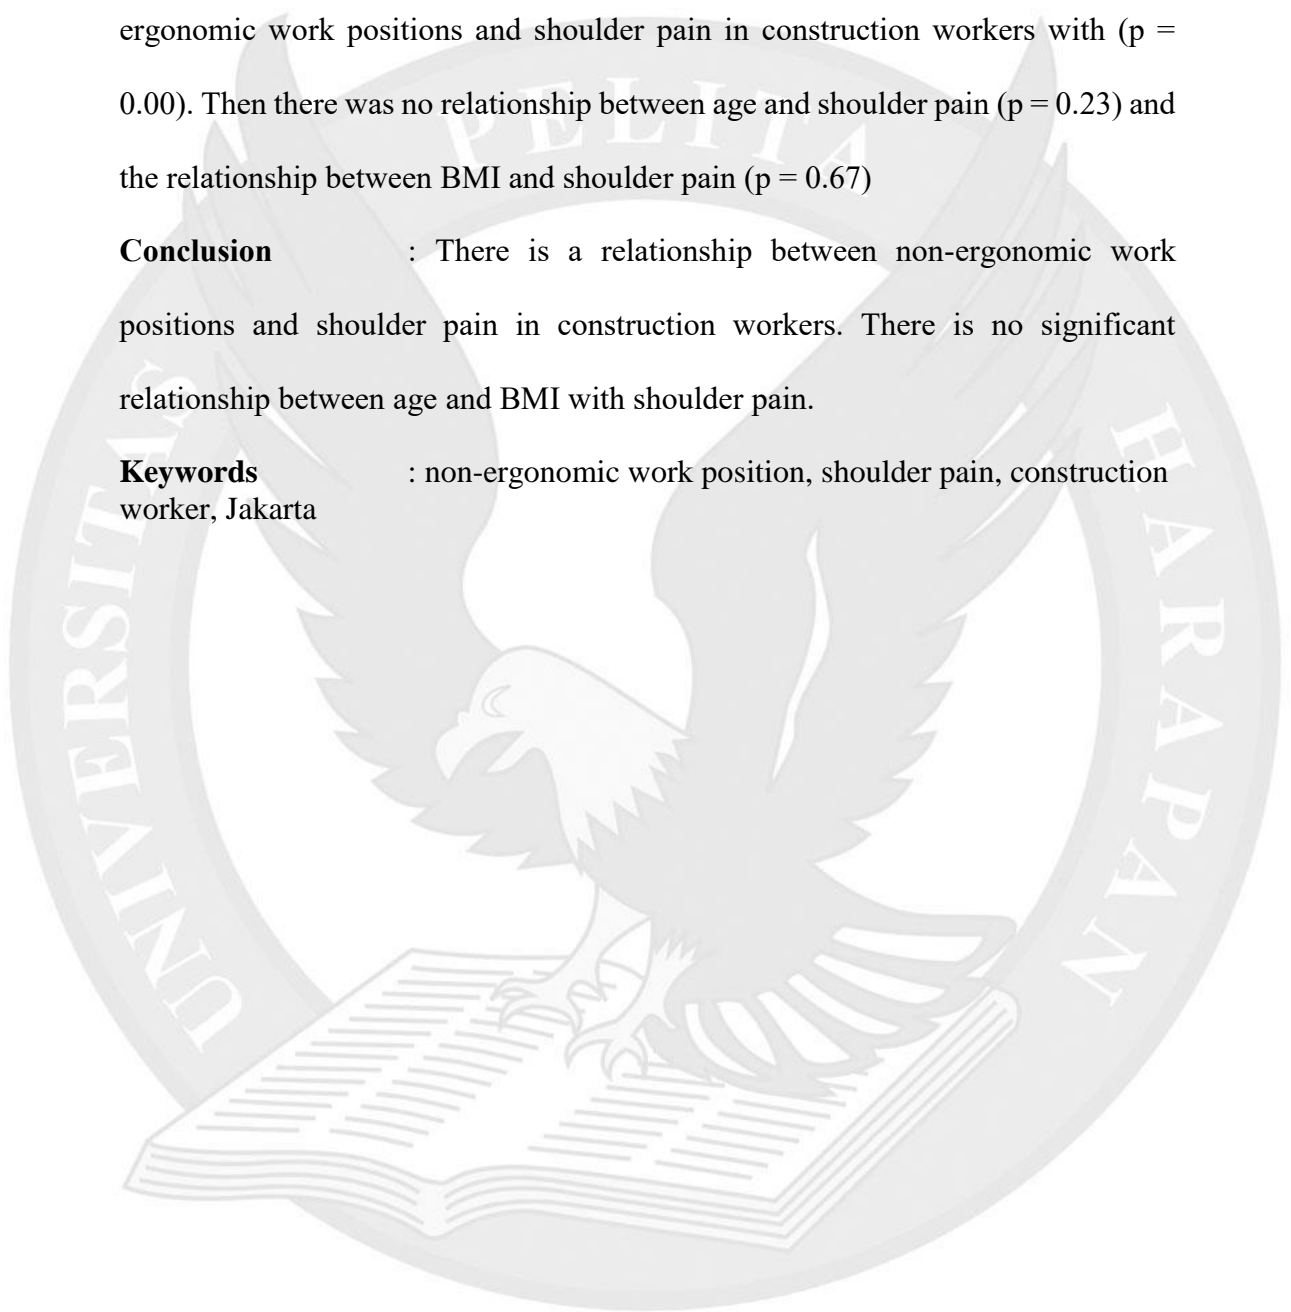 ergonomic work positions and shoulder pain in construction workers with (p =
0.00). Then there was no relationship between age and shoulder pain (p = 0.23) and
the relationship between BMI and shoulder pain (p = 0.67)
Conclusion : There is a relationship between non-ergonomic work
positions and shoulder pain in construction workers. There is no significant
relationship between age and BMI with shoulder pain.
Keywords : non-ergonomic work position, shoulder pain, construction
worker, Jakarta
UNIVERSITAS PELITA HARAPAN